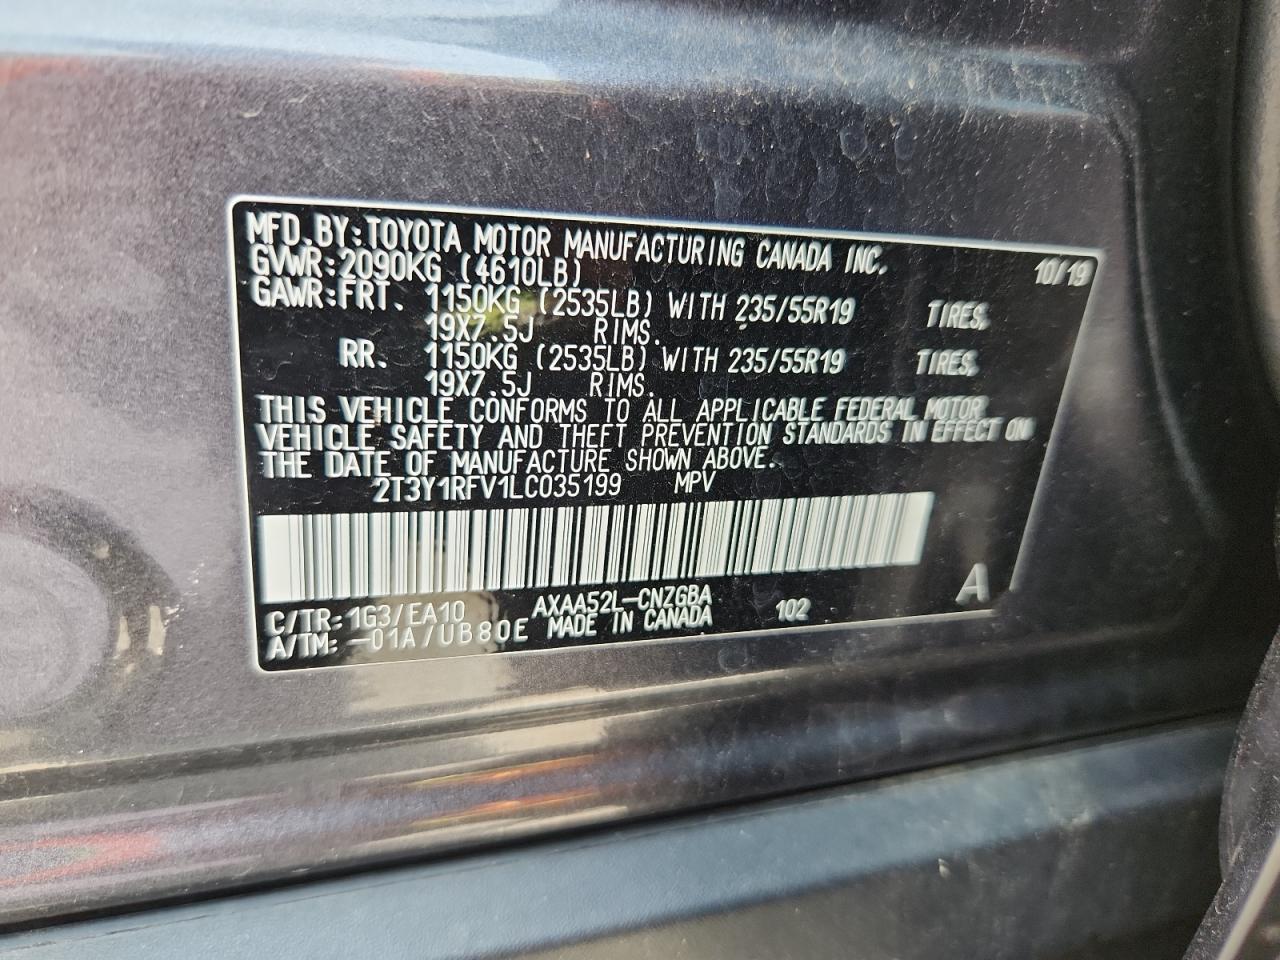 MFD.BY:TOYOTA MOTOR MANUFACTURING CANADA INC.
GVWR:2090KG (4610LB) 10/19
GAWR:FRT. 1150KG (2535LB) WITH 235/55R19 TIRES,
19X7.5J RIMS.
RR. 1150KG (2535LB) WITH 235/55R19 TIRES,
19X7.5J RIMS.
THIS VEHICLE CONFORMS TO ALL APPLICABLE FEDERAL MOTOR
VEHICLE SAFETY AND THEFT PREVENTION STANDARDS IN EFFECT ON
THE DATE OF MANUFACTURE SHOWN ABOVE.
2T3Y1RFV1LC035199 MPV
C/TR:1G3/EA10 AXAA52L-CNZGBA 102 A
A/TM:-01A/UB80E MADE IN CANADA